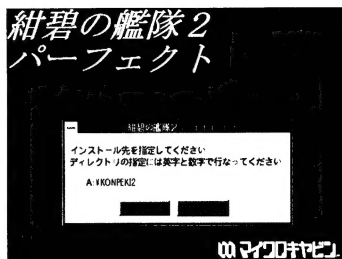 紺碧の艦隊2
パーフェクト
紺碧の艦隊2
インストール先を指定してください
ディレクトリの指定には英字と数字で行なってください
A:¥KONPEKI2
マイクロキャビン.